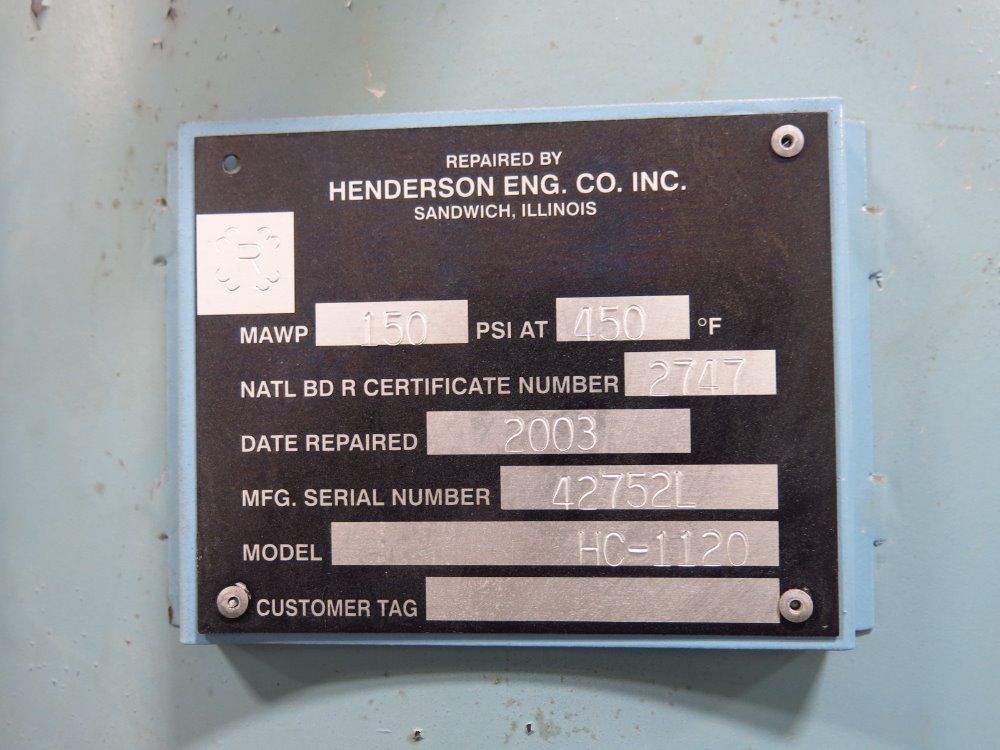 REPAIRED BY
HENDERSON ENG. CO. INC.
SANDWICH, ILLINOIS
R
MAWP 150 PSI AT 450 °F
NATL BD R CERTIFICATE NUMBER 2747
DATE REPAIRED 2003
MFG. SERIAL NUMBER 42752L
MODEL HC-1120
CUSTOMER TAG